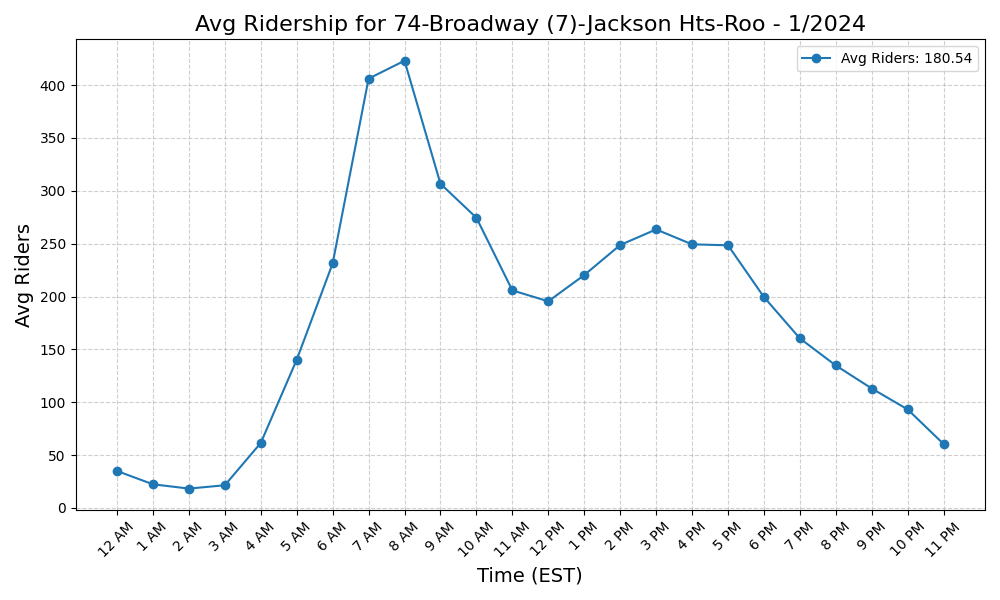 Avg Ridership for 74-Broadway (7)-Jackson Hts-Roo - 1/2024
Avg Riders: 180.54
Avg Riders
400
350
300
250
200
150
100
50
0
12 AM
1 AM
2 AM
3 AM
4 AM
5 AM
6 AM
7 AM
8 AM
9 AM
10 AM
11 AM
12 PM
1 PM
2 PM
3 PM
4 PM
5 PM
6 PM
7 PM
8 PM
9 PM
10 PM
11 PM
Time (EST)